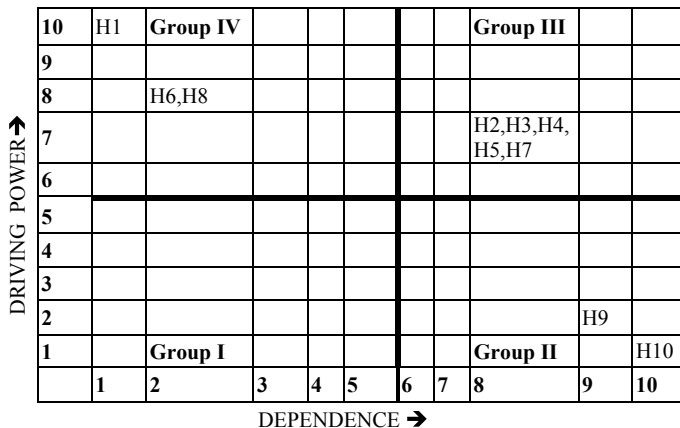 10 H1 Group IV Group III
9
8 H6,H8
7 H2,H3,H4,
H5,H7
6
5
4
3
2 H9
1 Group I Group II H10
1 2 3 4 5 6 7 8 9 10
DRIVING POWER➔
DEPENDENCE ➔